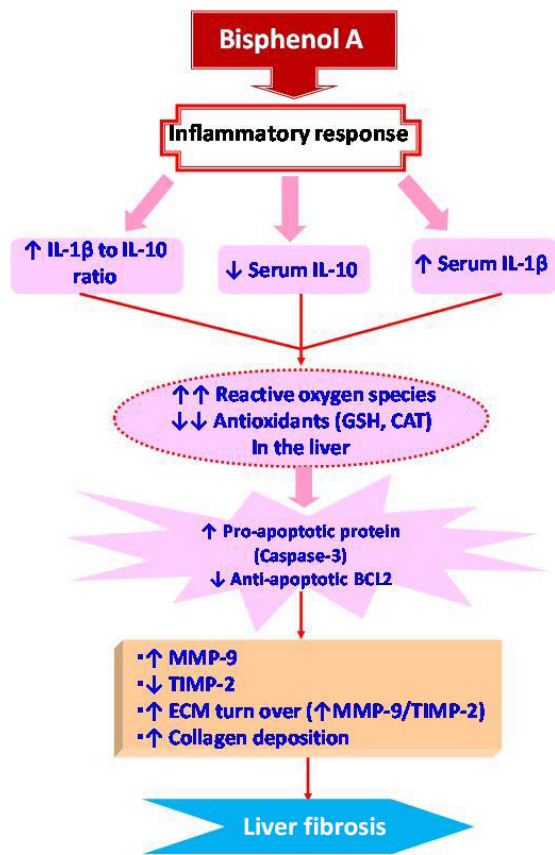 Bisphenol A
Inflammatory response
↑ IL-1β to IL-10
ratio
↓ Serum IL-10
↑ Serum IL-1β
↑↑ Reactive oxygen species
↓↓ Antioxidants (GSH, CAT)
In the liver
↑ Pro-apoptotic protein
(Caspase-3)
↓ Anti-apoptotic BCL2
▪↑ MMP-9
▪↓ TIMP-2
▪↑ ECM turn over (↑MMP-9/TIMP-2)
▪↑ Collagen deposition
Liver fibrosis